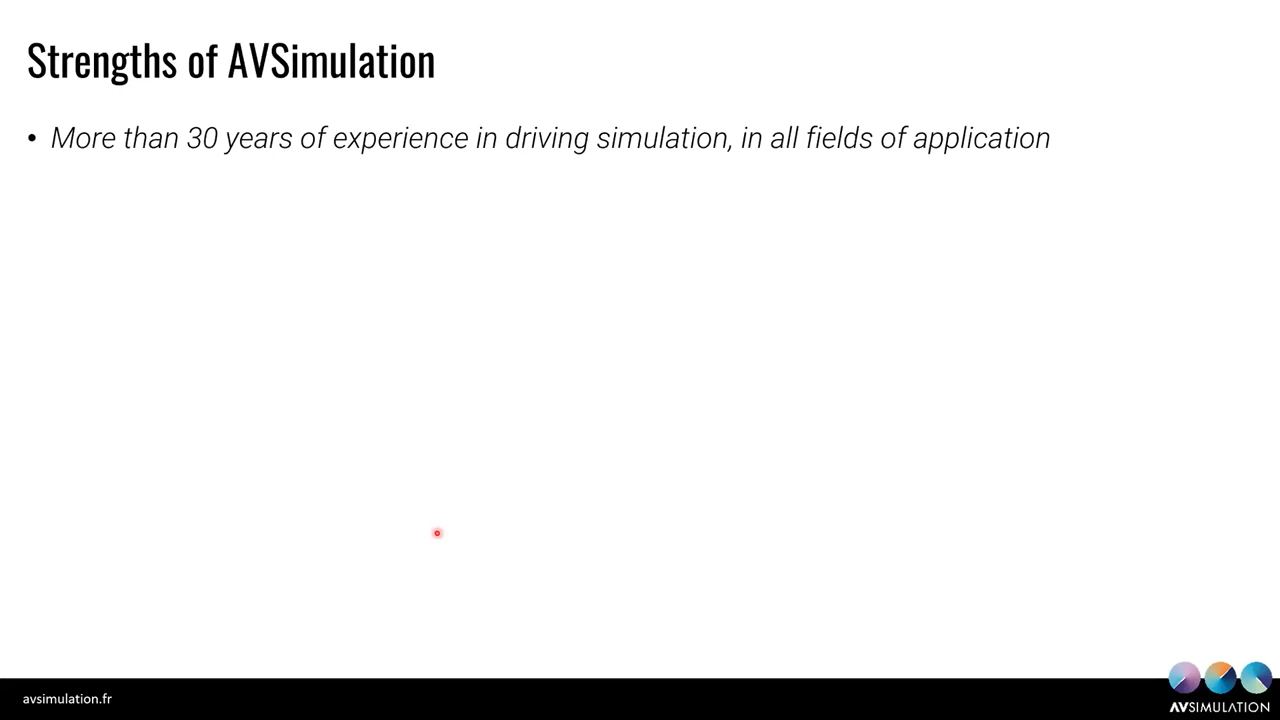 Strengths of AVSimulation
• More than 30 years of experience in driving simulation, in all fields of application
avsimulation.fr
AVSIMULATION